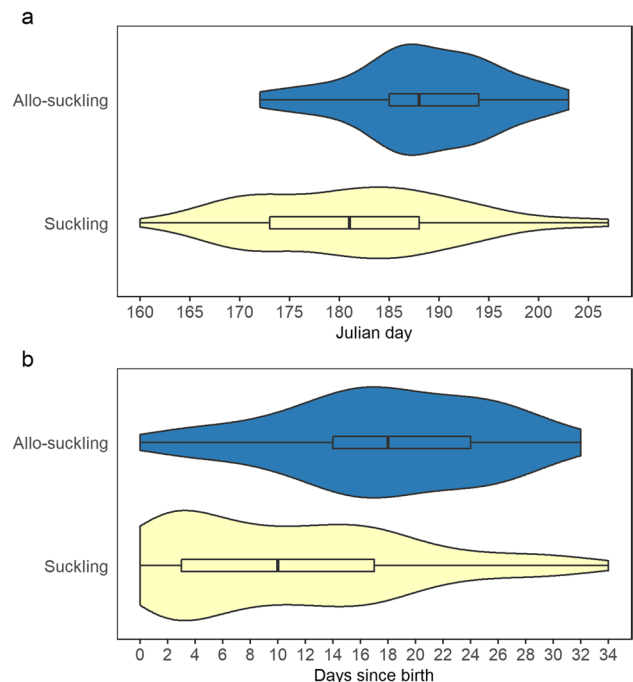 a
Allo-suckling
Suckling
160 165 170 175 180 185 190 195 200 205
Julian day
b
Allo-suckling
Suckling
0 2 4 6 8 10 12 14 16 18 20 22 24 26 28 30 32 34
Days since birth